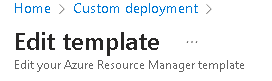 Home > Custom deployment >
Edit template ...
Edit your Azure Resource Manager template